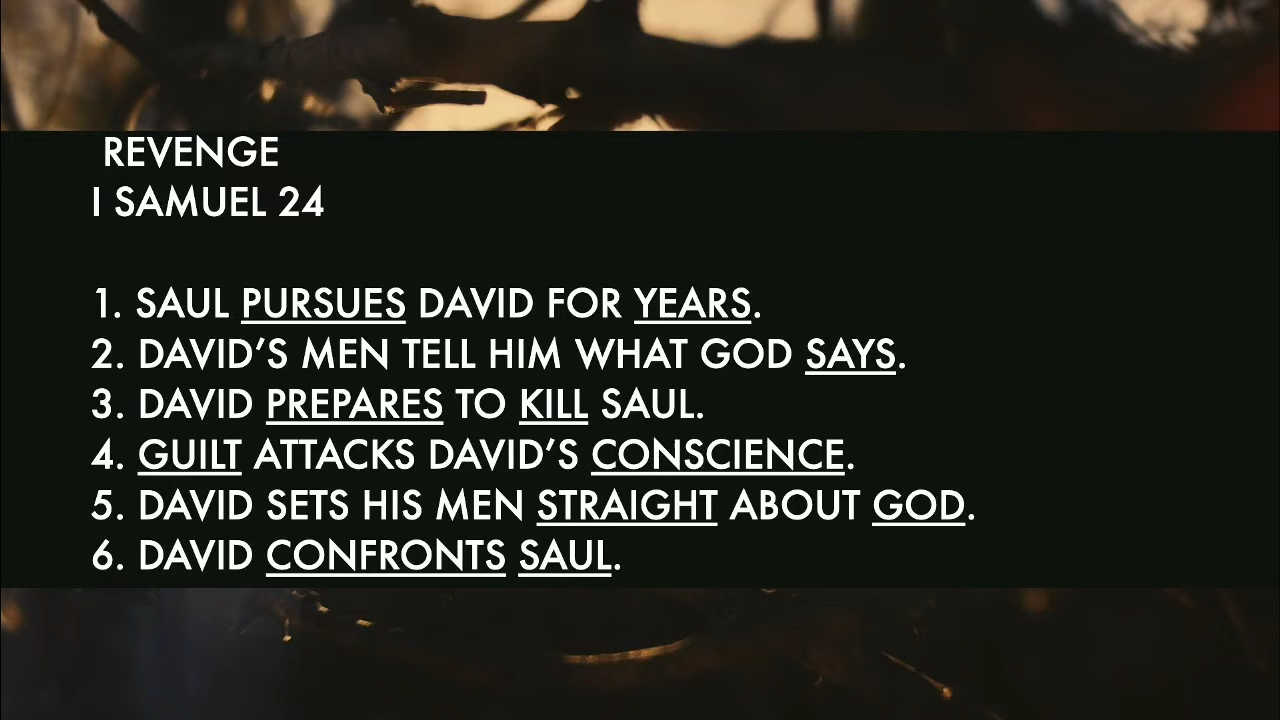 REVENGE
I SAMUEL 24
1. SAUL PURSUES DAVID FOR YEARS.
2. DAVID’S MEN TELL HIM WHAT GOD SAYS.
3. DAVID PREPARES TO KILL SAUL.
4. GUILT ATTACKS DAVID’S CONSCIENCE.
5. DAVID SETS HIS MEN STRAIGHT ABOUT GOD.
6. DAVID CONFRONTS SAUL.